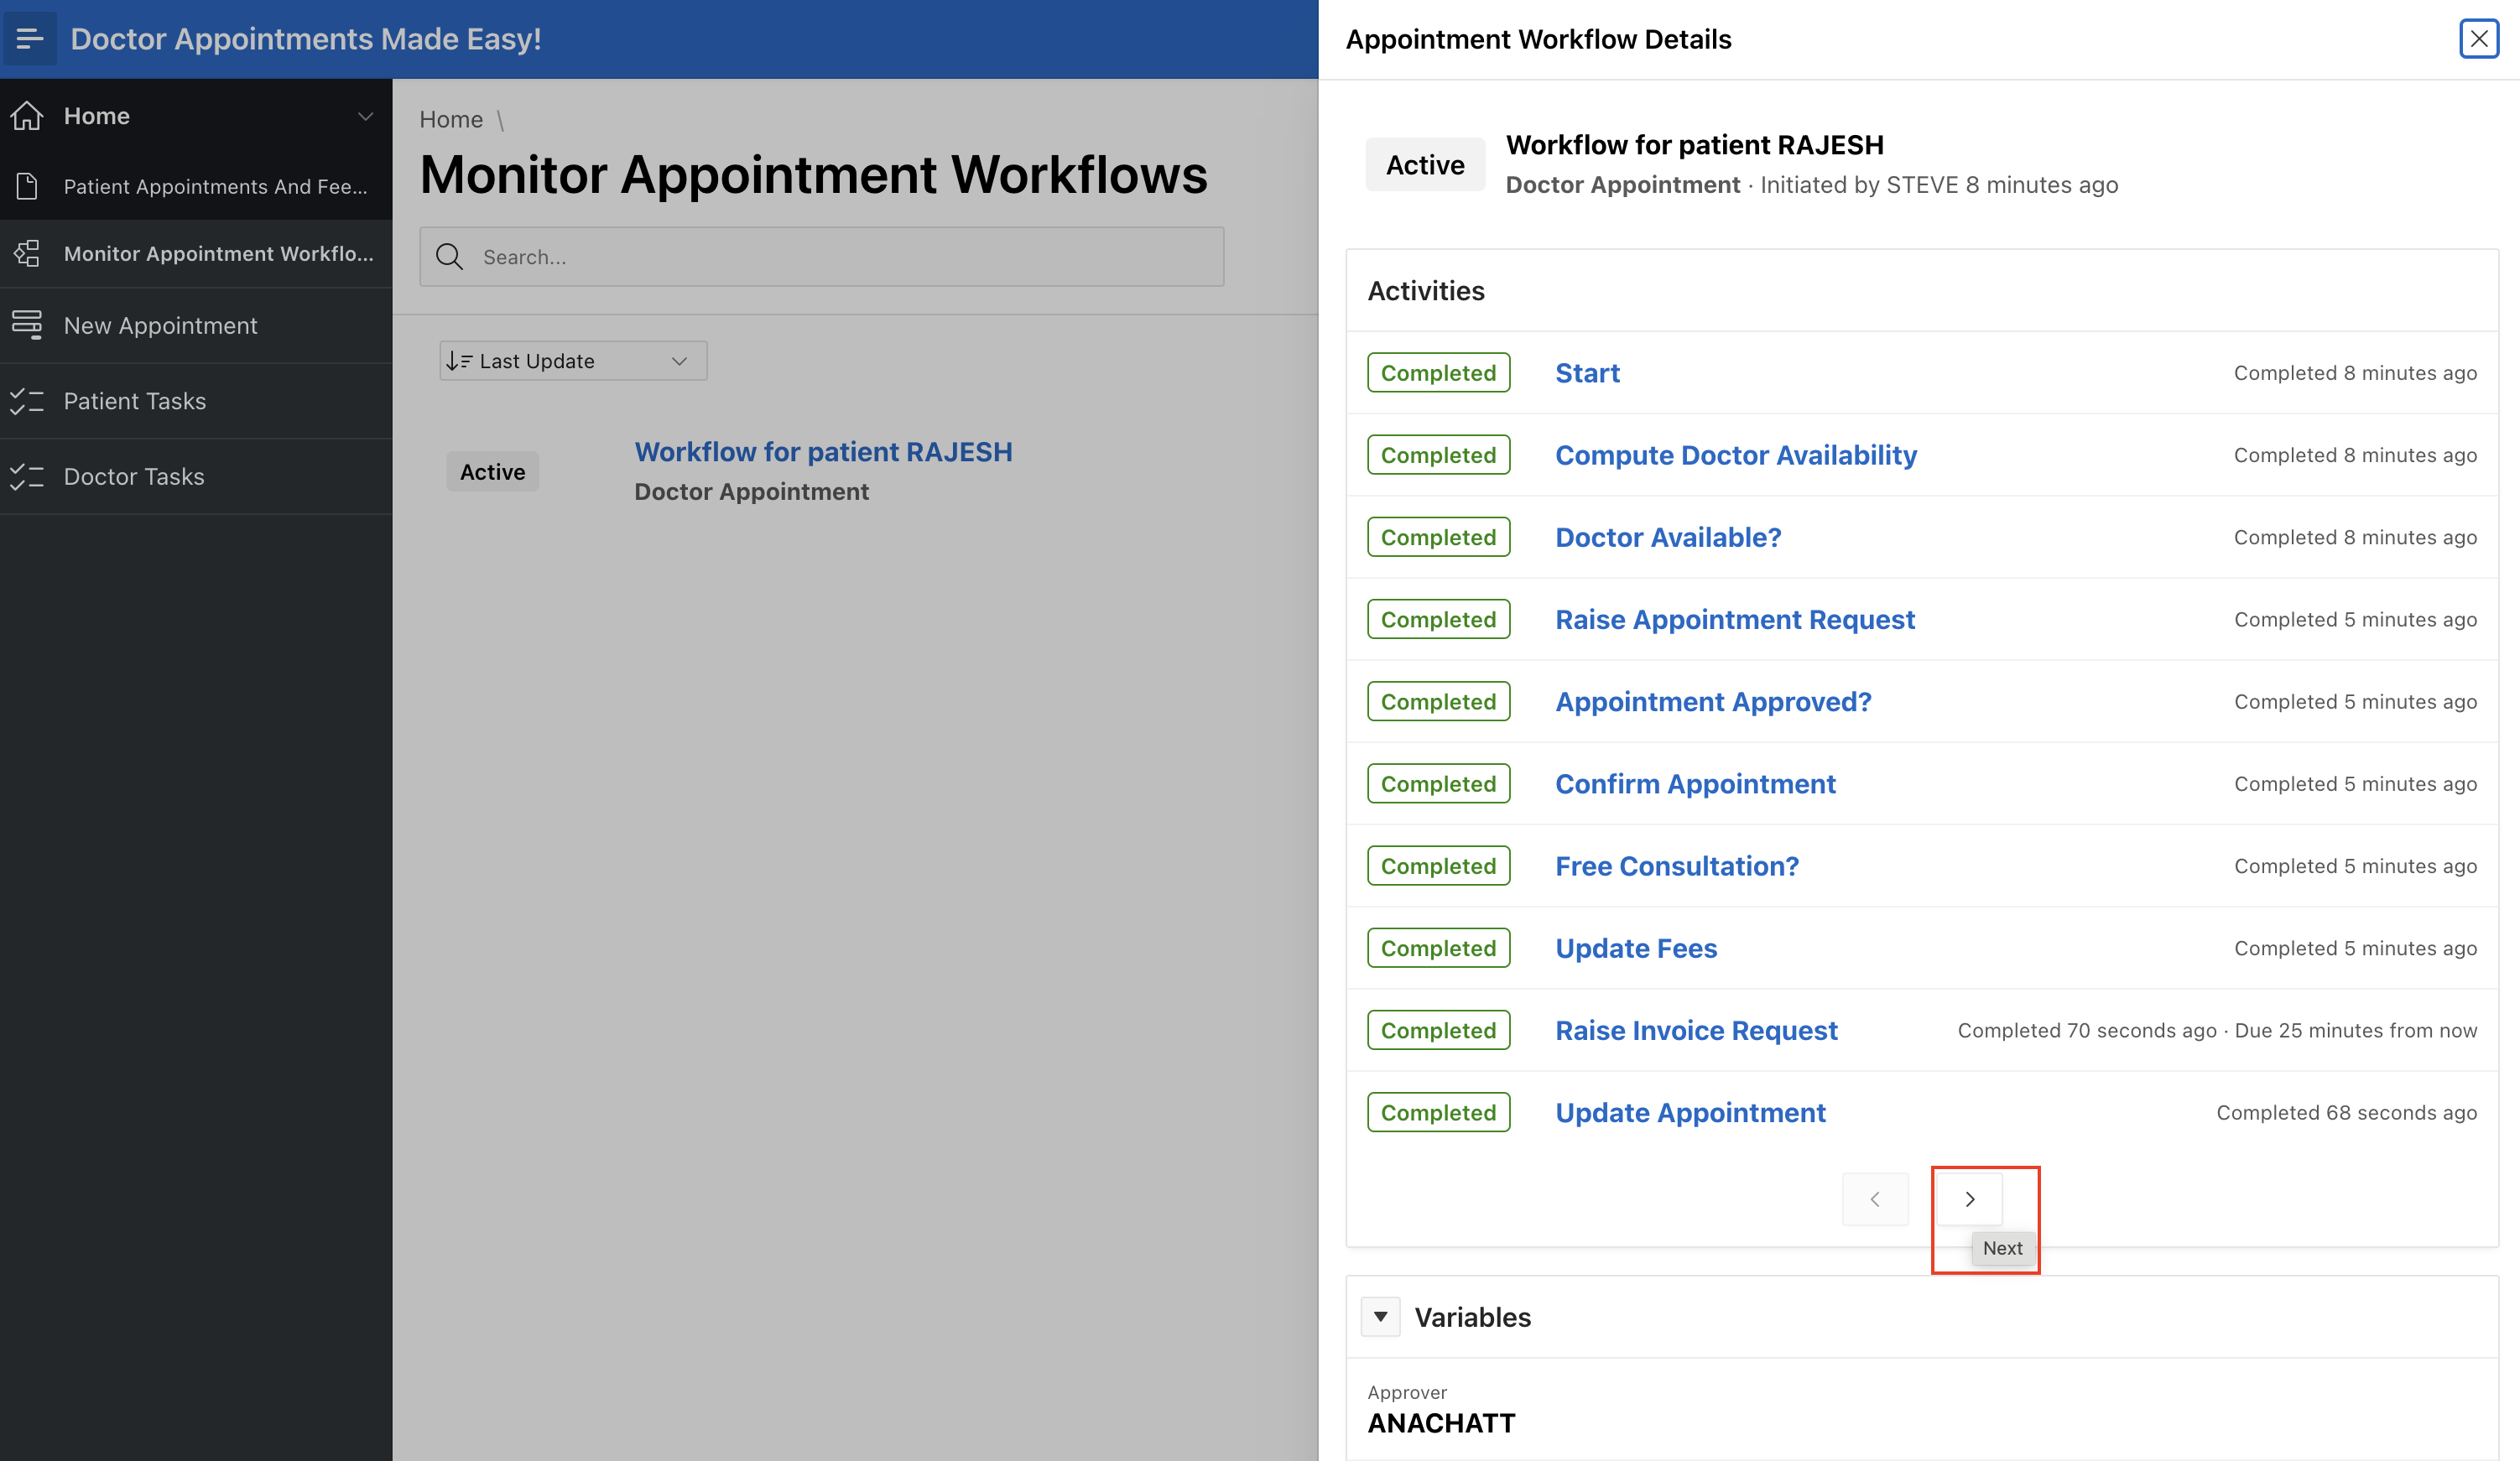 Doctor Appointments Made Easy!
Home
Patient Appointments And Fee...
Monitor Appointment Workflo...
New Appointment
Patient Tasks
Doctor Tasks
Home \
Monitor Appointment Workflows
Search...
Last Update
Active
Workflow for patient RAJESH
Doctor Appointment
Appointment Workflow Details
Active
Workflow for patient RAJESH
Doctor Appointment · Initiated by STEVE 8 minutes ago
Activities
Completed Start Completed 8 minutes ago
Completed Compute Doctor Availability Completed 8 minutes ago
Completed Doctor Available? Completed 8 minutes ago
Completed Raise Appointment Request Completed 5 minutes ago
Completed Appointment Approved? Completed 5 minutes ago
Completed Confirm Appointment Completed 5 minutes ago
Completed Free Consultation? Completed 5 minutes ago
Completed Update Fees Completed 5 minutes ago
Completed Raise Invoice Request Completed 70 seconds ago · Due 25 minutes from now
Completed Update Appointment Completed 68 seconds ago
Next
Variables
Approver
ANACHATT